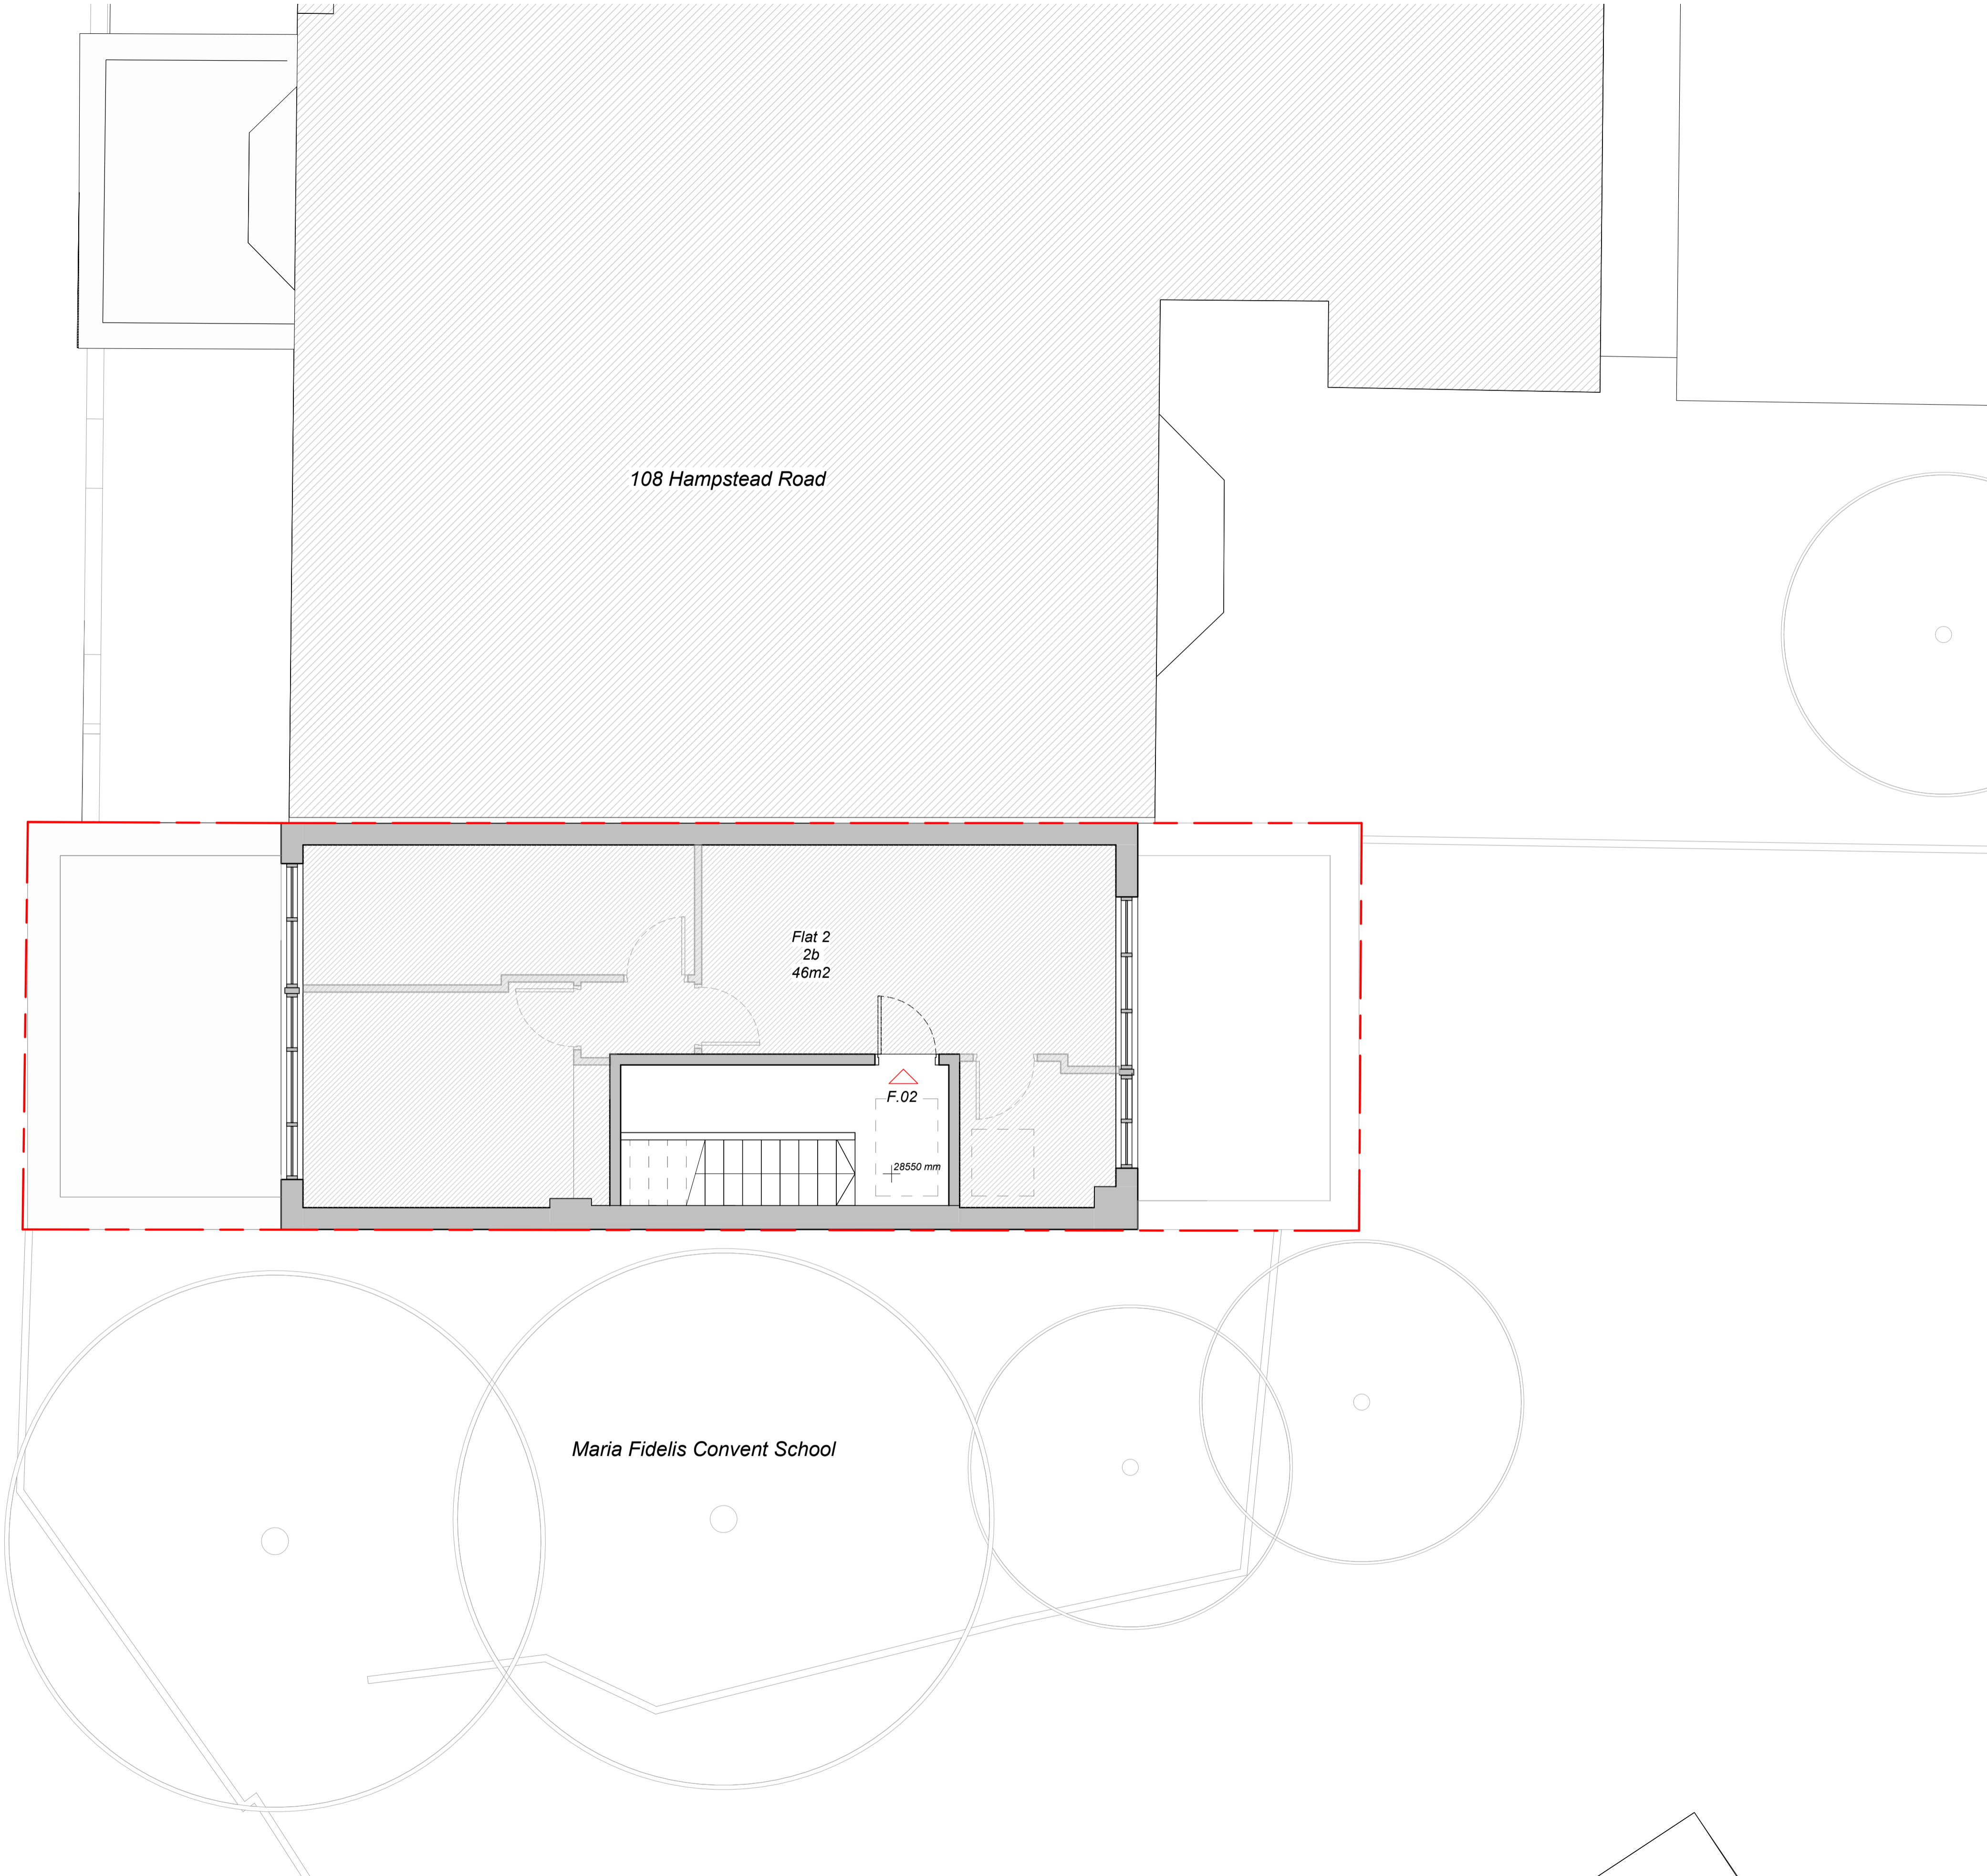 108 Hampstead Road
Flat 2
2b
46m2
F.02
28550 mm
Maria Fidelis Convent School